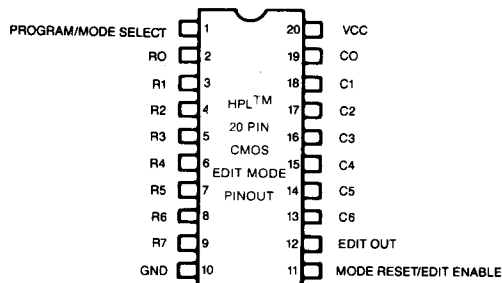 PROGRAM/MODE SELECT 1 20 VCC
RO 2 19 CO
R1 3 18 C1
R2 4 17 C2
R3 5 16 C3
R4 6 15 C4
R5 7 14 C5
R6 8 13 C6
R7 9 12 EDIT OUT
GND 10 11 MODE RESET/EDIT ENABLE
HPL™
20 PIN
CMOS
EDIT MODE
PINOUT